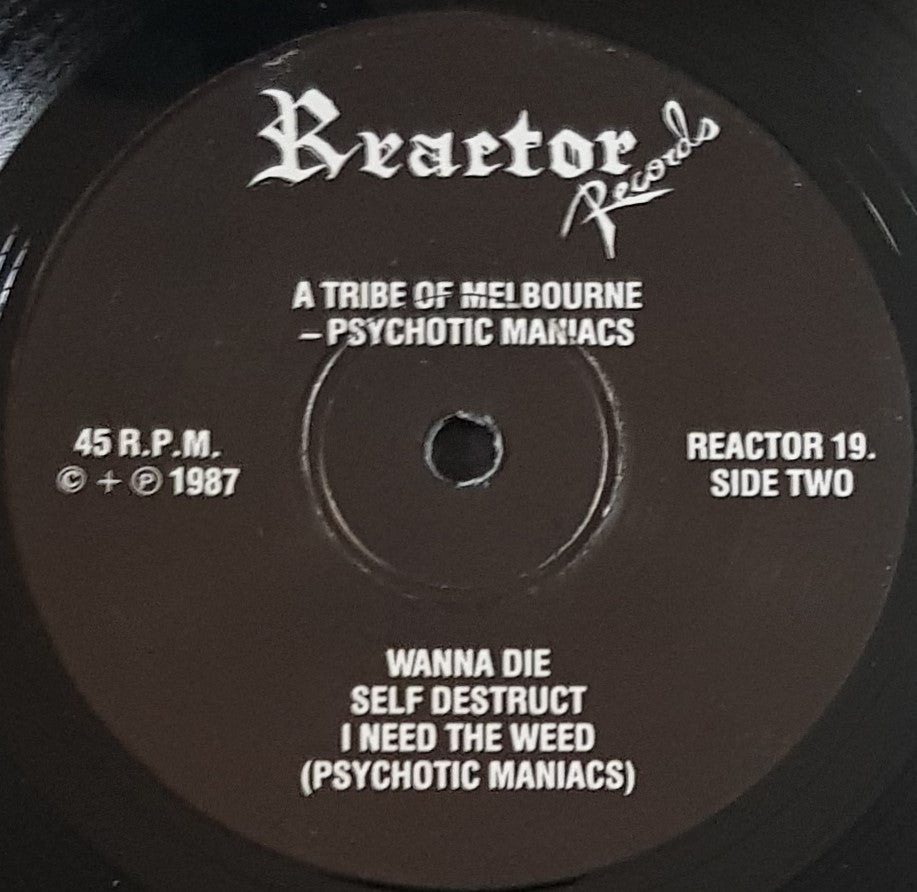 Reactor
Records
A TRIBE OF MELBOURNE
– PSYCHOTIC MANIACS
45 R.P.M.
© + ℗ 1987
REACTOR 19.
SIDE TWO
WANNA DIE
SELF DESTRUCT
I NEED THE WEED
(PSYCHOTIC MANIACS)